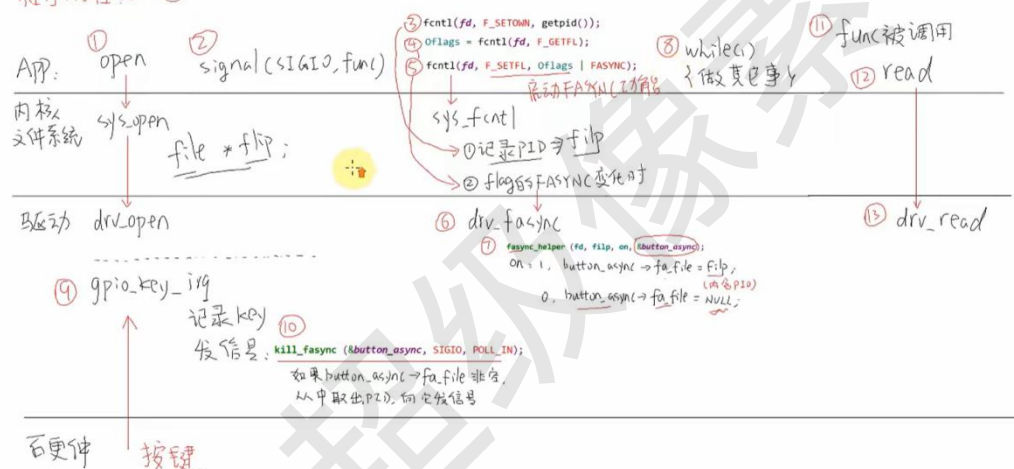 ① open
② signal(SIGIO, func)
③ fcntl(fd, F_SETOWN, getpid());
④ Oflags = fcntl(fd, F_GETFL);
⑤ fcntl(fd, F_SETFL, Oflags | FASYNC);
启动FASYNC功能
⑧ while(1)
{做其它事}
⑪ func被调用
⑫ read
APP:
内核
文件系统
sys_open
file * flip;
sys_fcntl
①记录PID到filp
② flag的FASYNC变化时
驱动 drv_open
⑥ drv_fasync
⑬ drv_read
⑦ fasync_helper (fd, filp, on, &button_async);
on=1, button_async→fa_file = filp;
(内含PID)
0, button_async→fa_file = NULL;
⑨ gpio_key_irq
记录key
发信号:
⑩
kill_fasync (&button_async, SIGIO, POLL_IN);
如果button_async→fa_file非空,
从中取出PID,向它发信号
硬件
按键
超级像素